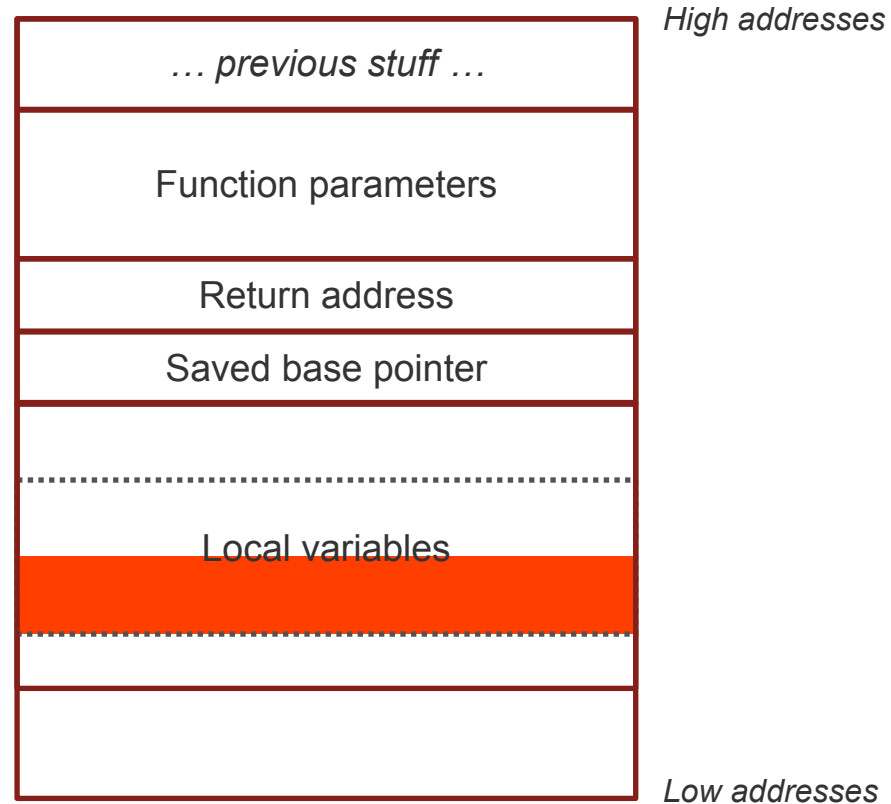 High addresses
… previous stuff …
Function parameters
Return address
Saved base pointer
Local variables
Low addresses